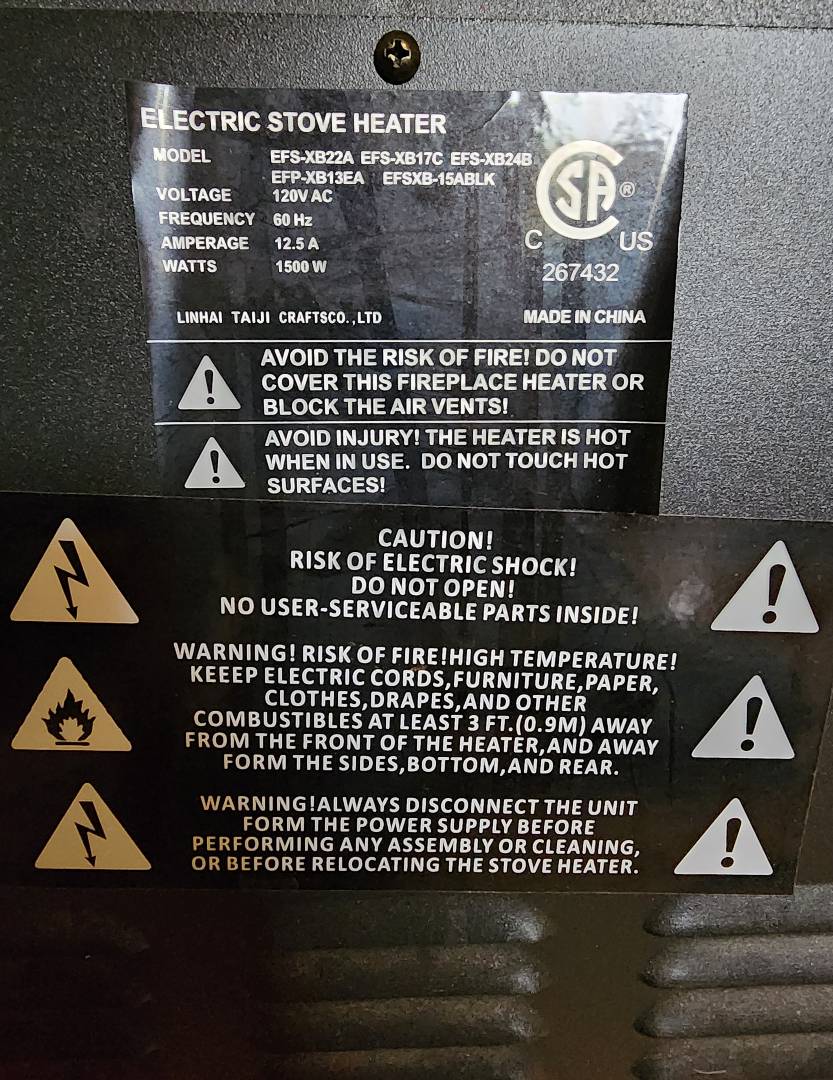 ELECTRIC STOVE HEATER
MODEL EFS-XB22A EFS-XB17C EFS-XB24B
EFP-XB13EA EFSXB-15ABLK
VOLTAGE 120V AC
FREQUENCY 60 Hz
AMPERAGE 12.5 A
WATTS 1500 W
CSA®
C US
267432
LINHAI TAIJI CRAFTSCO.,LTD MADE IN CHINA
AVOID THE RISK OF FIRE! DO NOT
COVER THIS FIREPLACE HEATER OR
BLOCK THE AIR VENTS!
AVOID INJURY! THE HEATER IS HOT
WHEN IN USE. DO NOT TOUCH HOT
SURFACES!
CAUTION!
RISK OF ELECTRIC SHOCK!
DO NOT OPEN!
NO USER-SERVICEABLE PARTS INSIDE!
WARNING! RISK OF FIRE!HIGH TEMPERATURE!
KEEEP ELECTRIC CORDS,FURNITURE,PAPER,
CLOTHES,DRAPES,AND OTHER
COMBUSTIBLES AT LEAST 3 FT.(0.9M) AWAY
FROM THE FRONT OF THE HEATER,AND AWAY
FORM THE SIDES,BOTTOM,AND REAR.
WARNING!ALWAYS DISCONNECT THE UNIT
FORM THE POWER SUPPLY BEFORE
PERFORMING ANY ASSEMBLY OR CLEANING,
OR BEFORE RELOCATING THE STOVE HEATER.